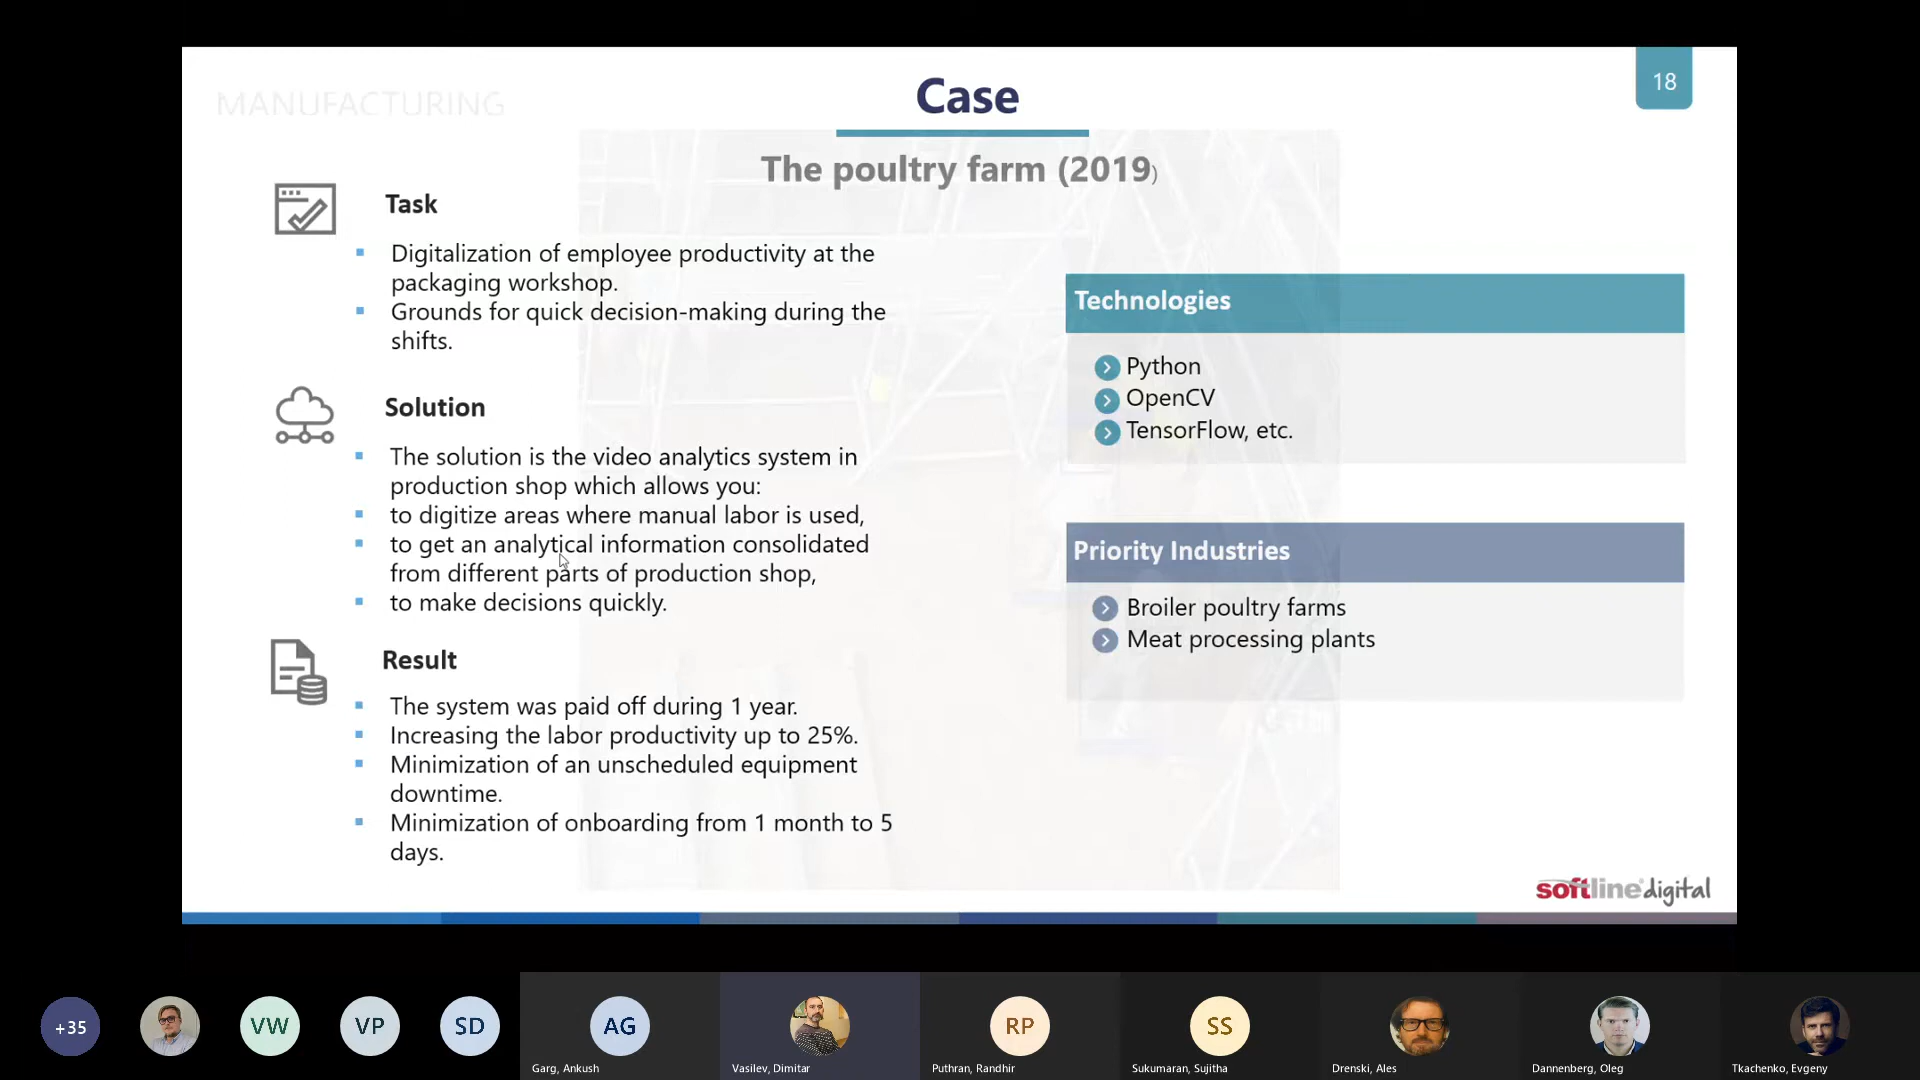 MANUFACTURING
Case
18
The poultry farm (2019)
Task
Digitalization of employee productivity at the
packaging workshop.
Grounds for quick decision-making during the
shifts.
Solution
The solution is the video analytics system in
production shop which allows you:
to digitize areas where manual labor is used,
to get an analytical information consolidated
from different parts of production shop,
to make decisions quickly.
Result
The system was paid off during 1 year.
Increasing the labor productivity up to 25%.
Minimization of an unscheduled equipment
downtime.
Minimization of onboarding from 1 month to 5
days.
Technologies
Python
OpenCV
TensorFlow, etc.
Priority Industries
Broiler poultry farms
Meat processing plants
softline digital
+35
VW
VP
SD
AG
RP
SS
Garg, Ankush
Vasilev, Dimitar
Puthran, Randhir
Sukumaran, Sujitha
Drenski, Ales
Dannenberg, Oleg
Tkachenko, Evgeny